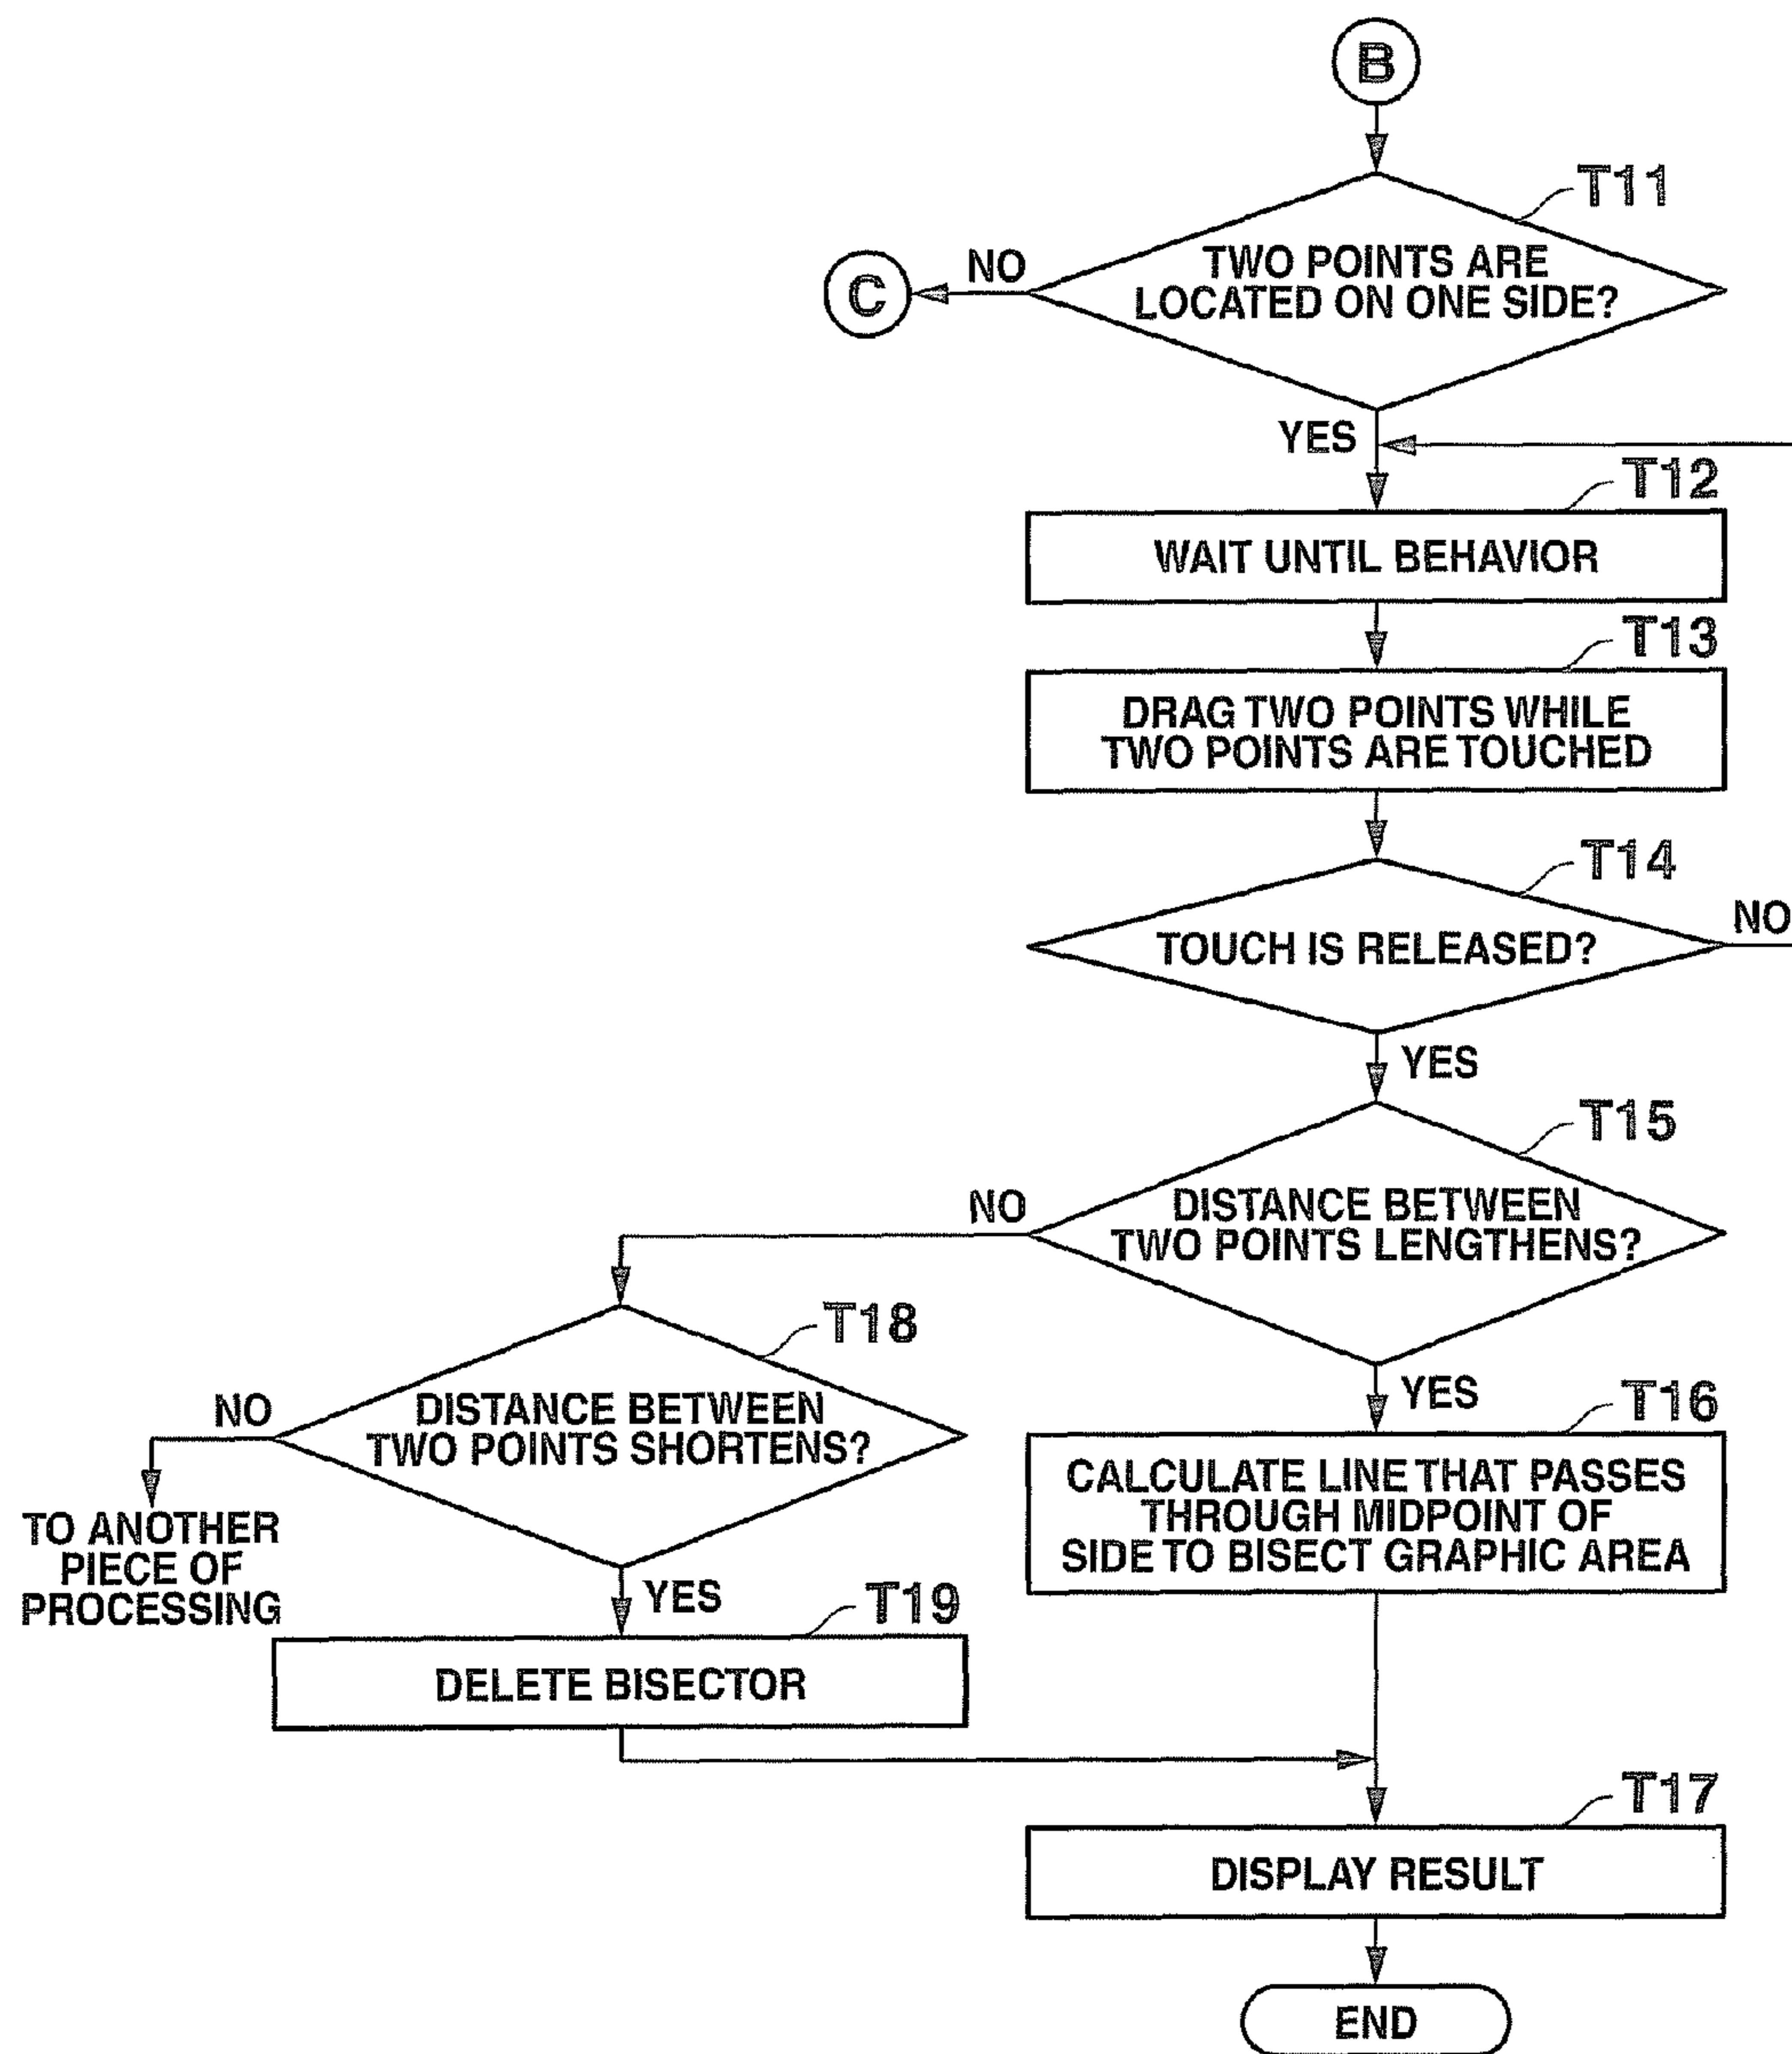 B
T11
TWO POINTS ARE
LOCATED ON ONE SIDE?
NO
C
YES
T12
WAIT UNTIL BEHAVIOR
T13
DRAG TWO POINTS WHILE
TWO POINTS ARE TOUCHED
T14
TOUCH IS RELEASED?
NO
YES
T15
DISTANCE BETWEEN
TWO POINTS LENGTHENS?
NO
T18
DISTANCE BETWEEN
TWO POINTS SHORTENS?
NO
TO ANOTHER
PIECE OF
PROCESSING
YES
T19
DELETE BISECTOR
YES
T16
CALCULATE LINE THAT PASSES
THROUGH MIDPOINT OF
SIDE TO BISECT GRAPHIC AREA
T17
DISPLAY RESULT
END